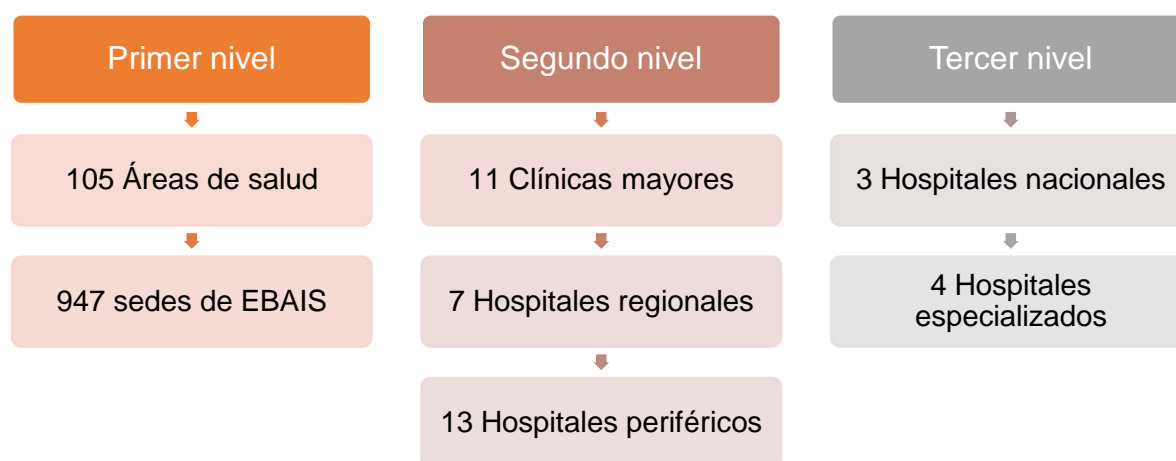 Primer nivel
105 Áreas de salud
947 sedes de EBAIS
Segundo nivel
11 Clínicas mayores
7 Hospitales regionales
13 Hospitales periféricos
Tercer nivel
3 Hospitales nacionales
4 Hospitales
especializados